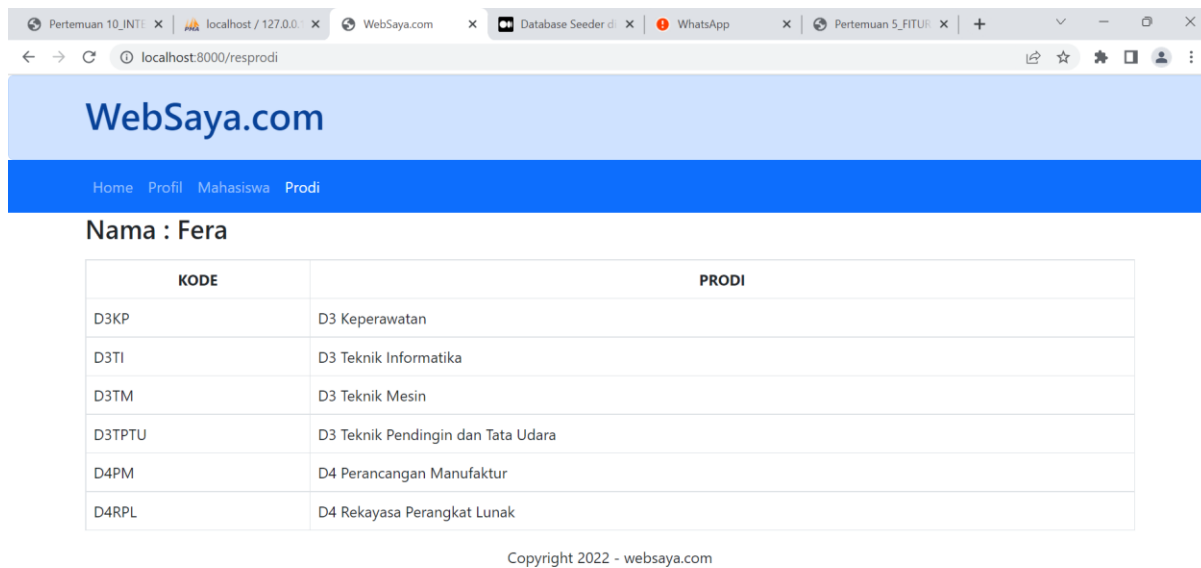 Pertemuan 10_INTE localhost / 127.0.0.1 WebSaya.com Database Seeder di WhatsApp Pertemuan 5_FITUR
localhost:8000/resprodi
WebSaya.com
Home Profil Mahasiswa Prodi
Nama : Fera
KODE PRODI
D3KP D3 Keperawatan
D3TI D3 Teknik Informatika
D3TM D3 Teknik Mesin
D3TPTU D3 Teknik Pendingin dan Tata Udara
D4PM D4 Perancangan Manufaktur
D4RPL D4 Rekayasa Perangkat Lunak
Copyright 2022 - websaya.com